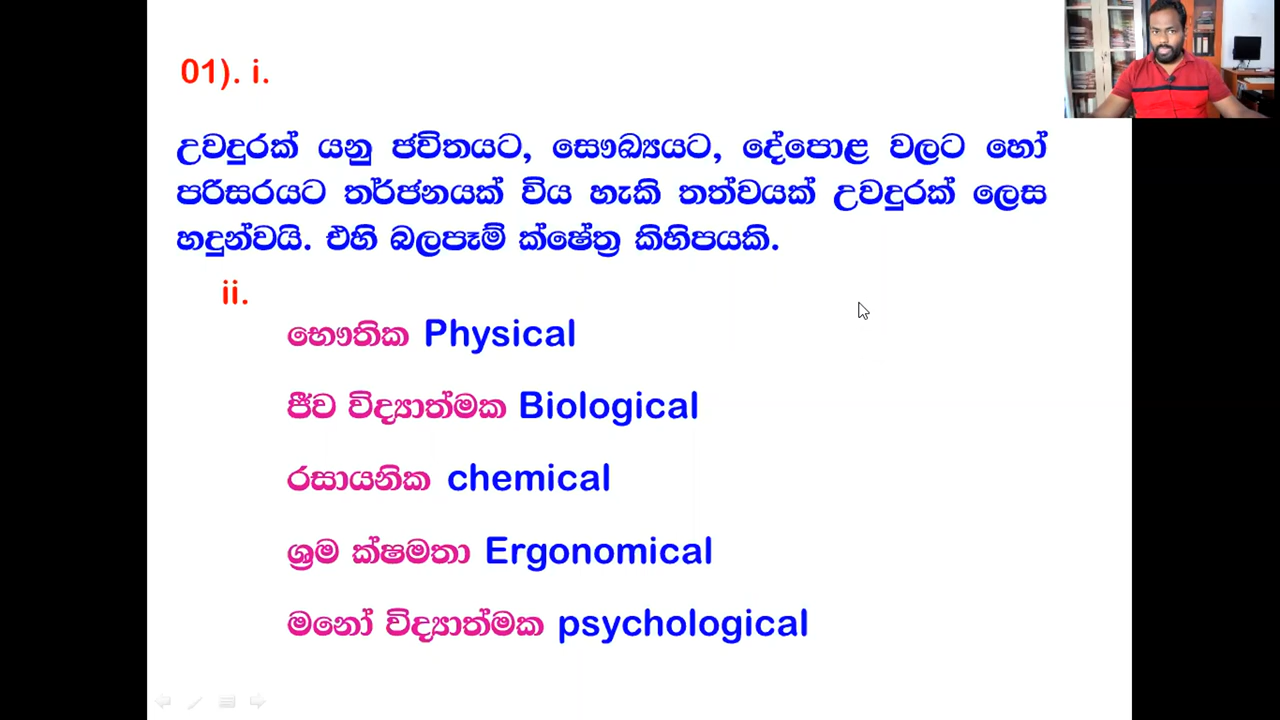 01). i.
උවදුරක් යනු ජවිතයට, සෞඛ්‍යයට, දේපොළ වලට හෝ
පරිසරයට තර්ජනයක් විය හැකි තත්වයක් උවදුරක් ලෙස
හඳුන්වයි. එහි බලපෑම් ක්ෂේත්‍ර කිහිපයකි.
ii.
භෞතික Physical
ජීව විද්‍යාත්මක Biological
රසායනික chemical
ශ්‍රම ක්ෂමතා Ergonomical
මනෝ විද්‍යාත්මක psychological